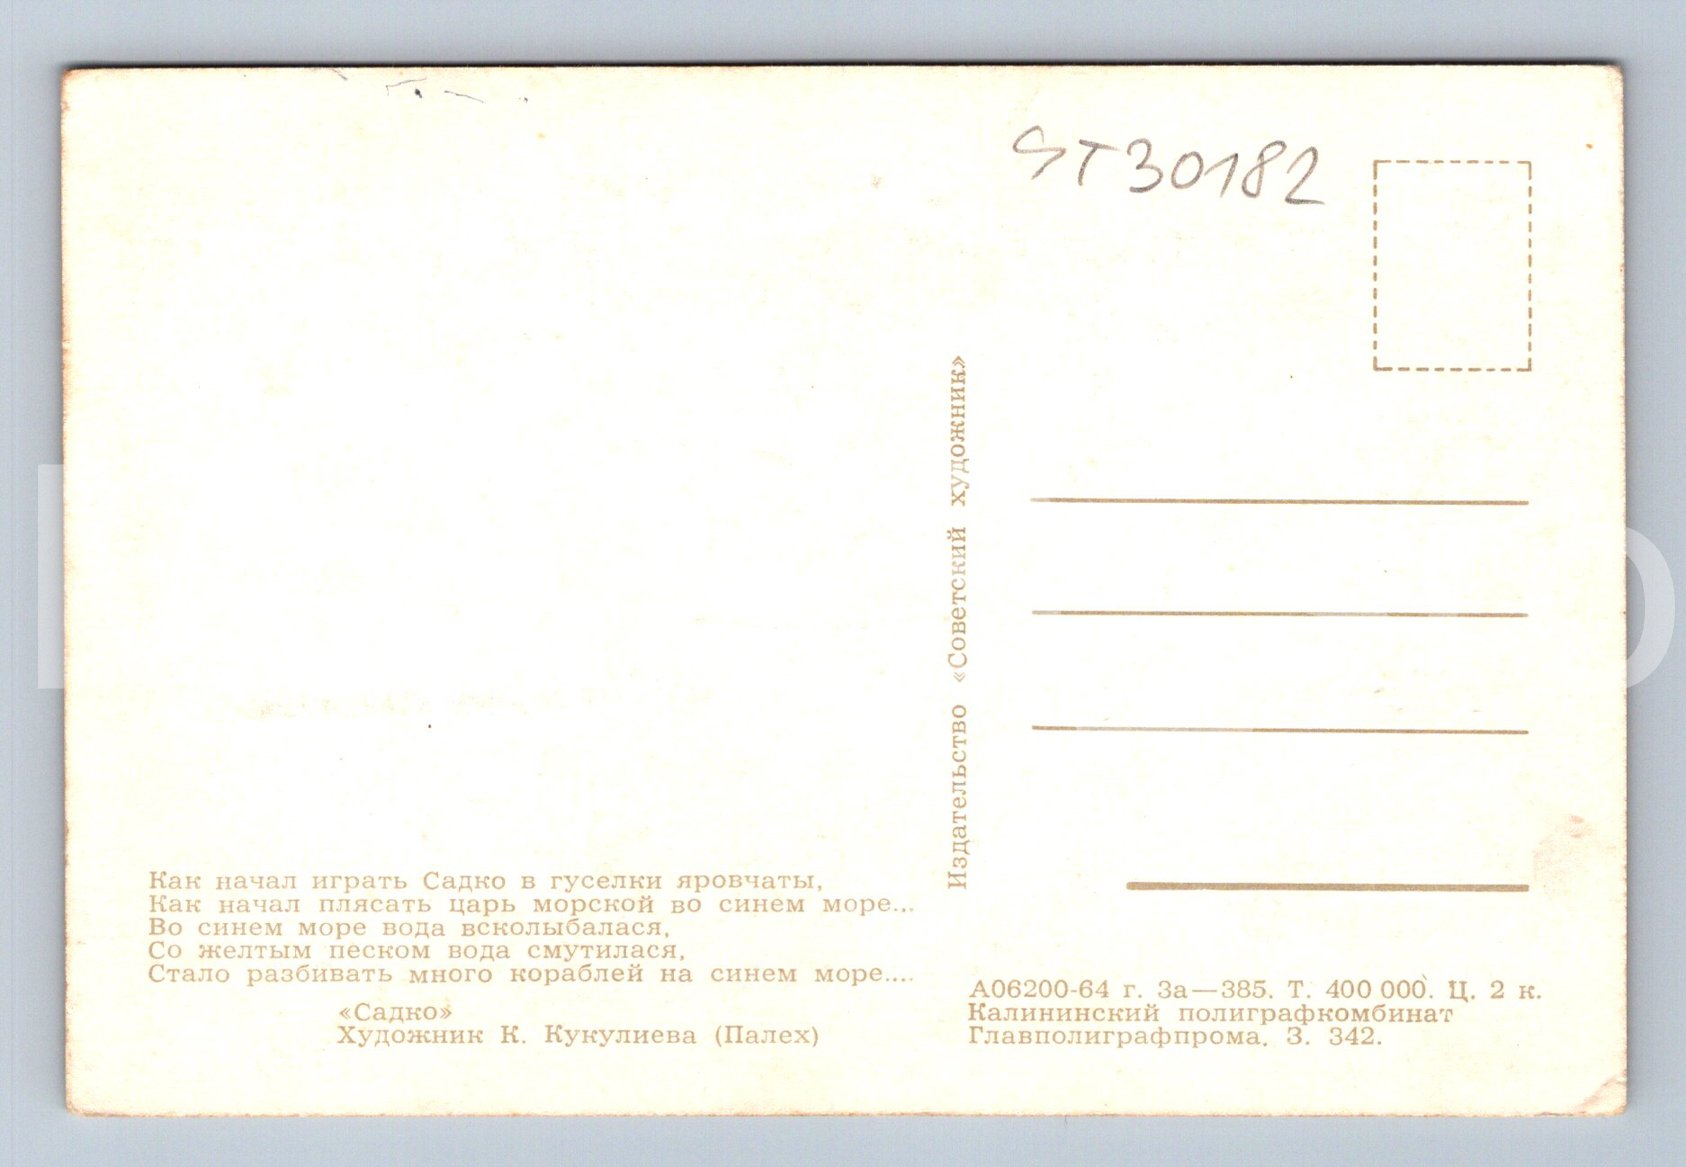 ST30182
Издательство «Советский художник»
Как начал играть Садко в гуселки яровчаты,
Как начал плясать царь морской во синем море...
Во синем море вода всколыбалася,
Со желтым песком вода смутилася,
Стало разбивать много кораблей на синем море....
«Садко»
Художник К. Кукулиева (Палех)
А06200-64 г. За—385. Т. 400 000. Ц. 2 к.
Калининский полиграфкомбинат
Главполиграфпрома. З. 342.